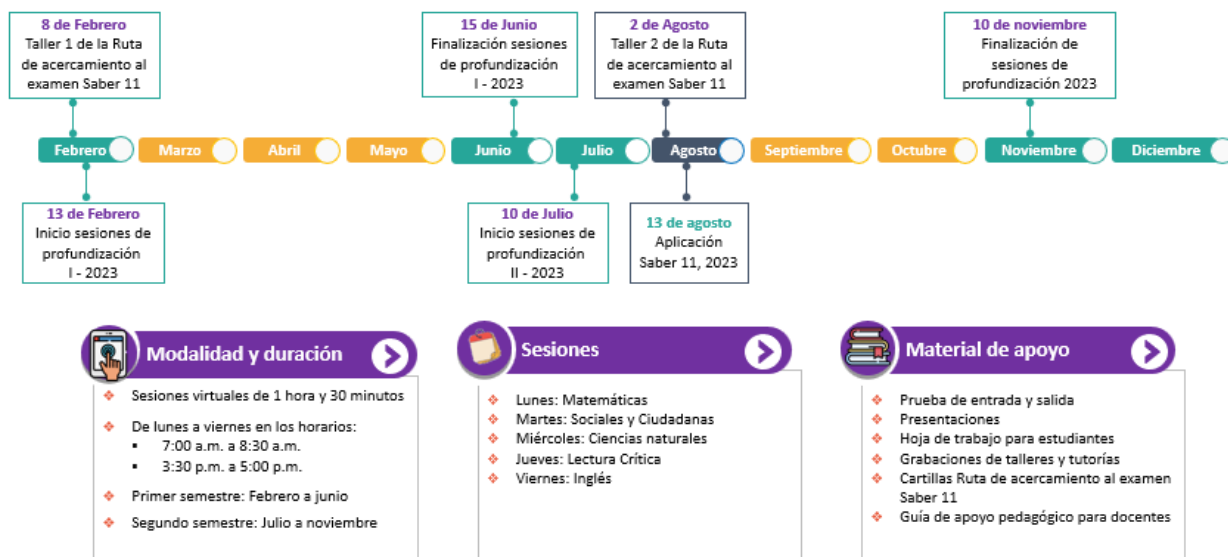 8 de Febrero
Taller 1 de la Ruta
de acercamiento al
examen Saber 11
15 de Junio
Finalización sesiones
de profundización
I - 2023
2 de Agosto
Taller 2 de la Ruta
de acercamiento al
examen Saber 11
10 de noviembre
Finalización de
sesiones de
profundización 2023
Febrero
Marzo
Abril
Mayo
Junio
Julio
Agosto
Septiembre
Octubre
Noviembre
Diciembre
13 de Febrero
Inicio sesiones de
profundización
I - 2023
10 de Julio
Inicio sesiones de
profundización
II - 2023
13 de agosto
Aplicación
Saber 11, 2023
Modalidad y duración
Sesiones virtuales de 1 hora y 30 minutos
De lunes a viernes en los horarios:
7:00 a.m. a 8:30 a.m.
3:30 p.m. a 5:00 p.m.
Primer semestre: Febrero a junio
Segundo semestre: Julio a noviembre
Sesiones
Lunes: Matemáticas
Martes: Sociales y Ciudadanas
Miércoles: Ciencias naturales
Jueves: Lectura Crítica
Viernes: Inglés
Material de apoyo
Prueba de entrada y salida
Presentaciones
Hoja de trabajo para estudiantes
Grabaciones de talleres y tutorías
Cartillas Ruta de acercamiento al examen
Saber 11
Guía de apoyo pedagógico para docentes